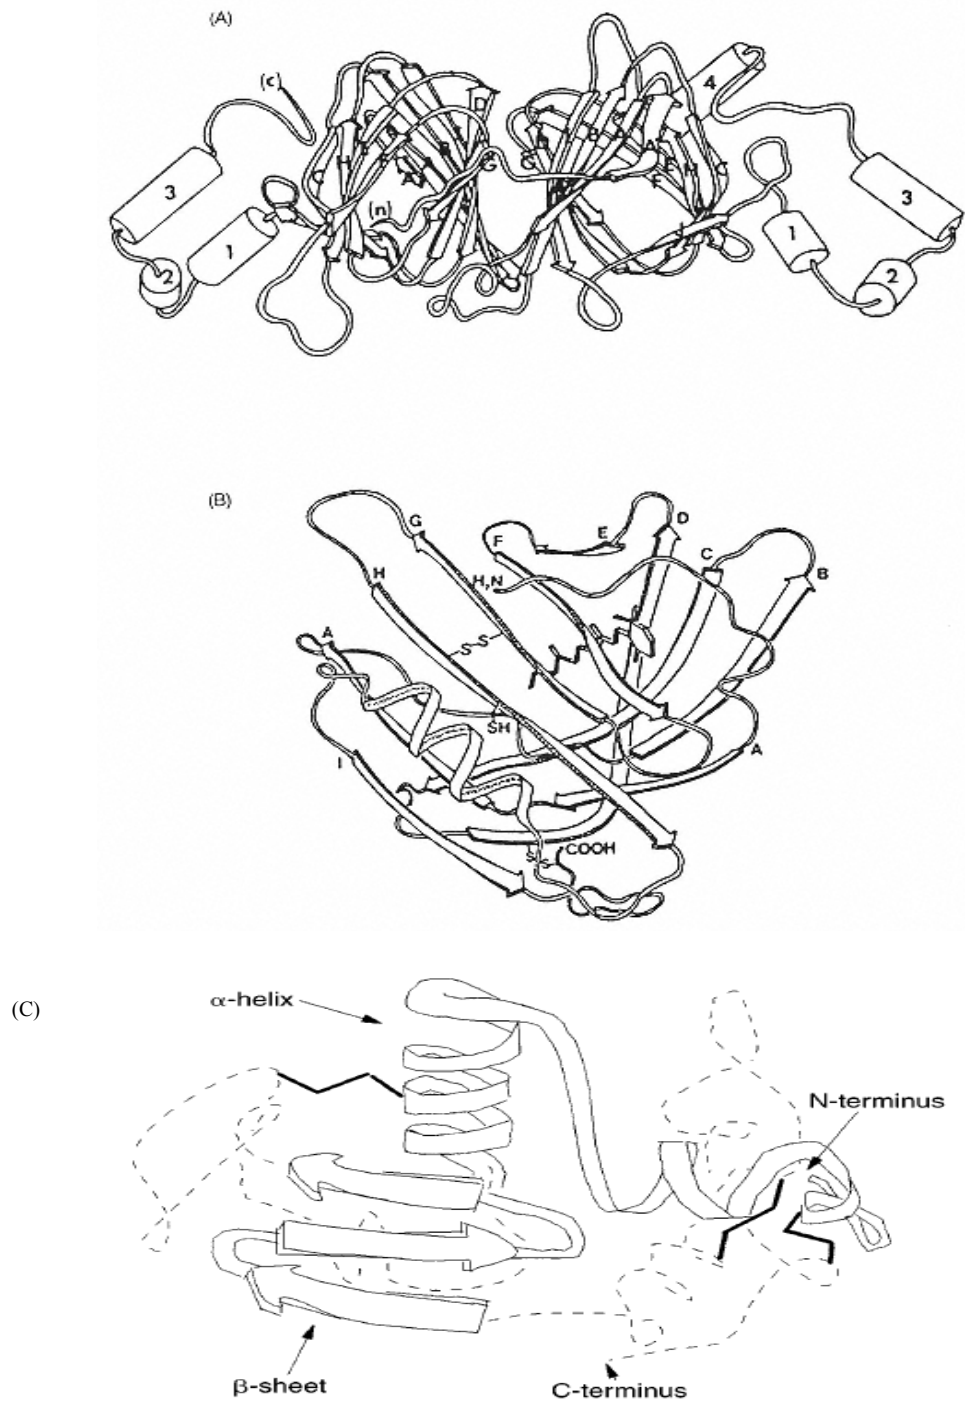 (A)
(c)
4
3
3
(n)
1
1
2
2
(B)
G
F
E
D
C
B
H
H,N
A
S-S
SH
A
I
S-S
COOH
(C)
α-helix
N-terminus
β-sheet
C-terminus